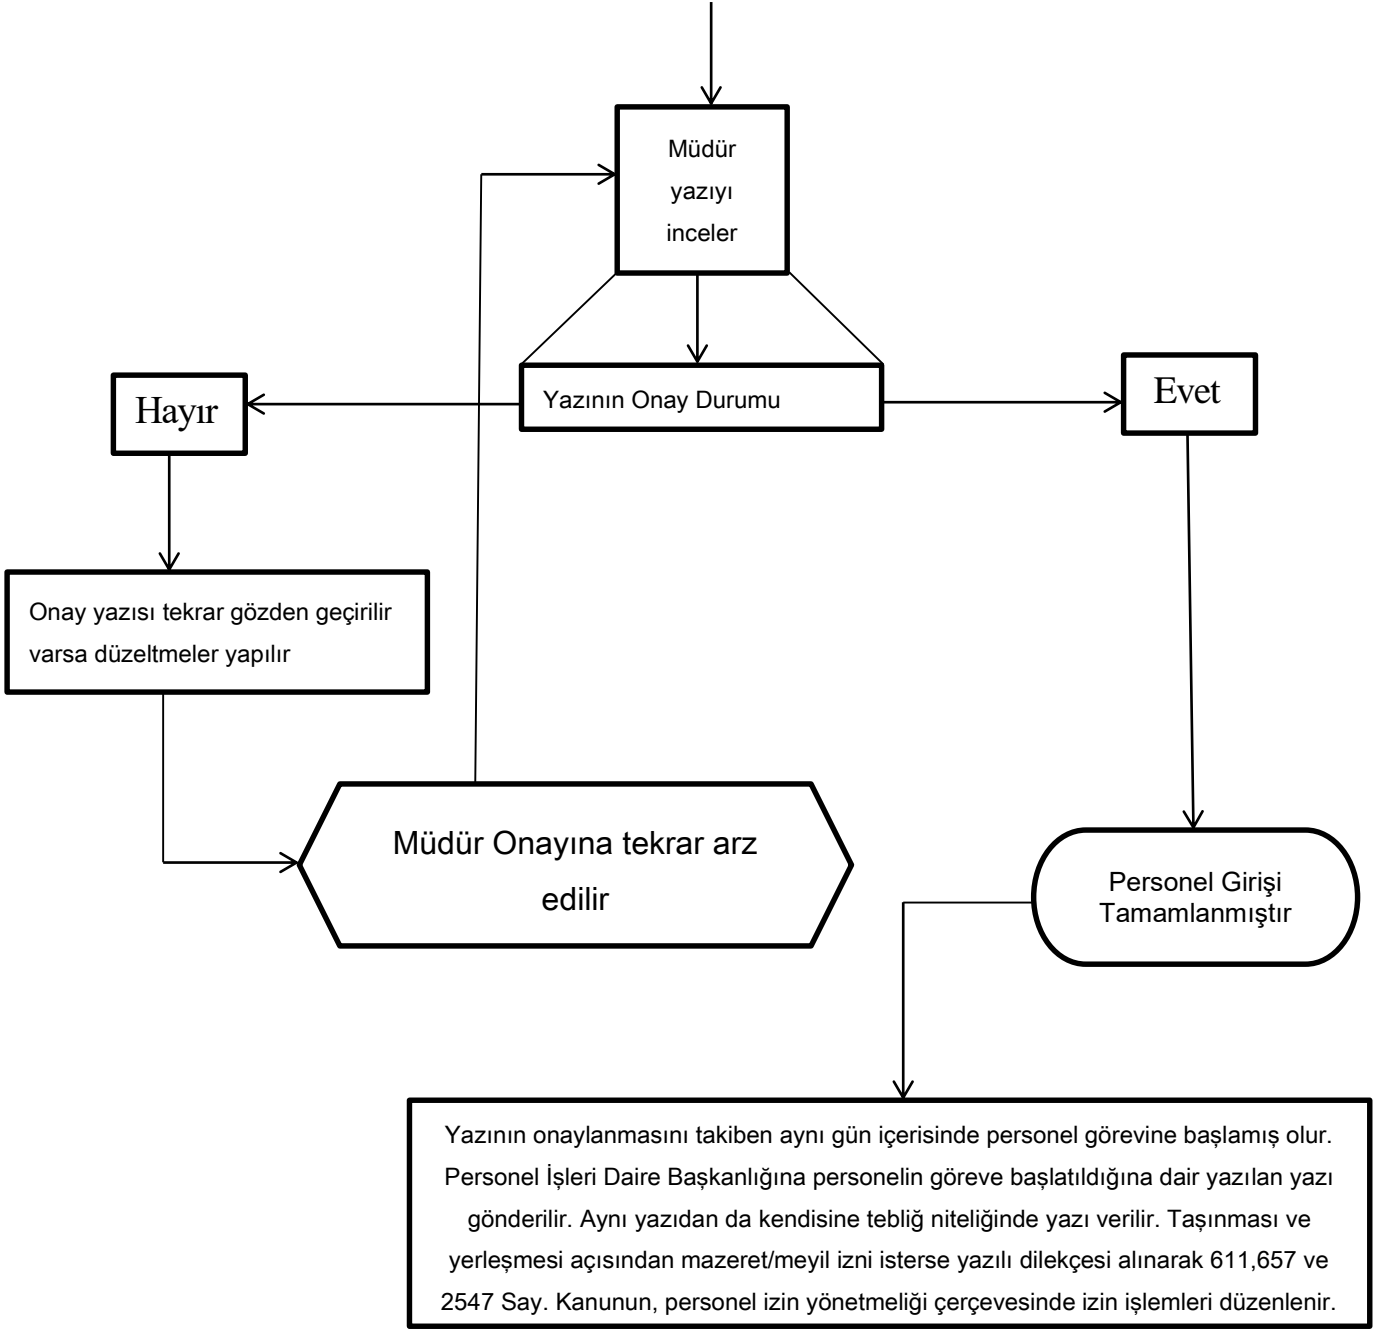 Müdür
yazıyı
inceler
Yazının Onay Durumu
Hayır
Evet
Onay yazısı tekrar gözden geçirilir
varsa düzeltmeler yapılır
Müdür Onayına tekrar arz
edilir
Personel Girişi
Tamamlanmıştır
Yazının onaylanmasını takiben aynı gün içerisinde personel görevine başlamış olur.
Personel İşleri Daire Başkanlığına personelin göreve başlatıldığına dair yazılan yazı
gönderilir. Aynı yazıdan da kendisine tebliğ niteliğinde yazı verilir. Taşınması ve
yerleşmesi açısından mazeret/meyil izni isterse yazılı dilekçesi alınarak 611,657 ve
2547 Say. Kanunun, personel izin yönetmeliği çerçevesinde izin işlemleri düzenlenir.